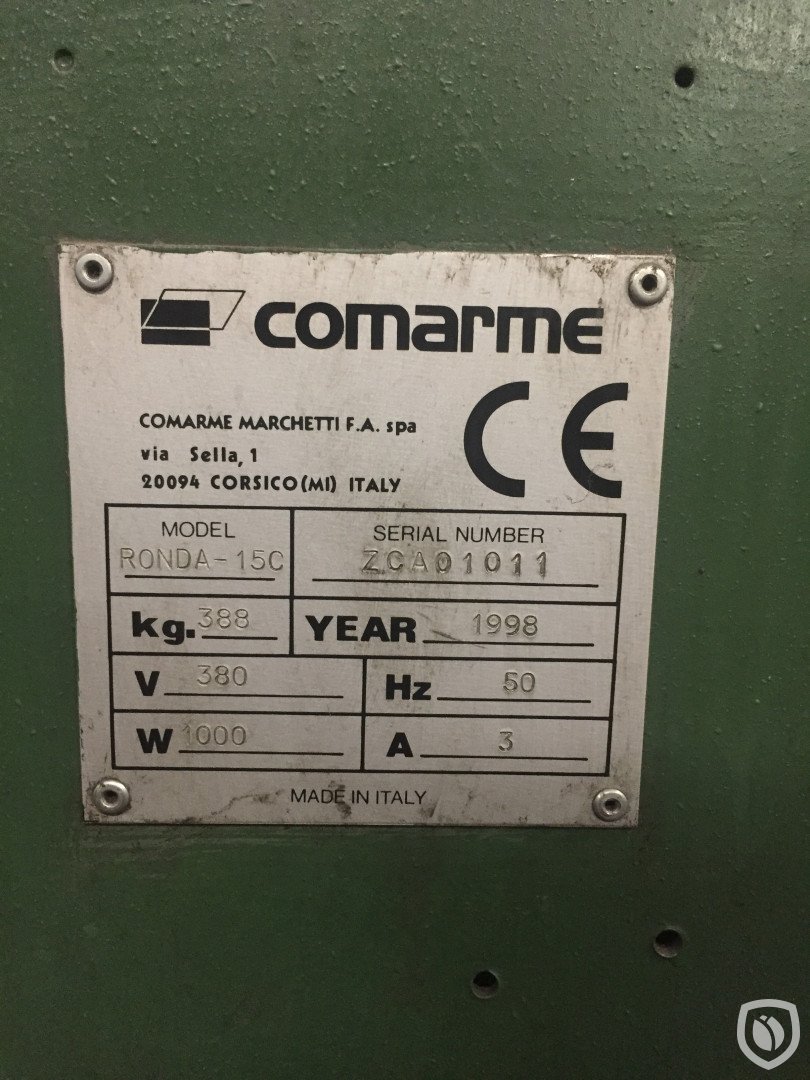 comarme
CE
COMARME MARCHETTI F.A. spa
via Sella, 1
20094 CORSICO (MI) ITALY
MODEL
RONDA-15C
SERIAL NUMBER
ZCA01011
kg. 388
YEAR 1998
V 380
Hz 50
W 1000
A 3
MADE IN ITALY